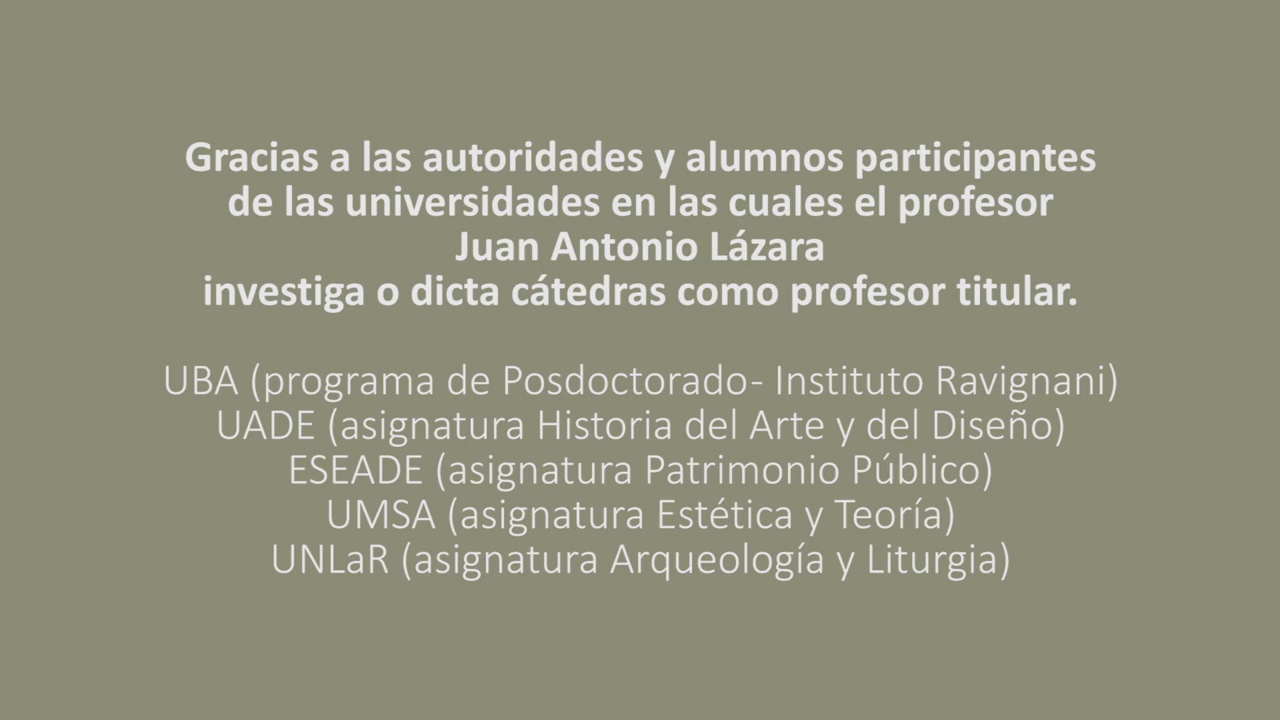 Gracias a las autoridades y alumnos participantes
de las universidades en las cuales el profesor
Juan Antonio Lázara
investiga o dicta cátedras como profesor titular.
UBA (programa de Posdoctorado- Instituto Ravignani)
UADE (asignatura Historia del Arte y del Diseño)
ESEADE (asignatura Patrimonio Público)
UMSA (asignatura Estética y Teoría)
UNLaR (asignatura Arqueología y Liturgia)